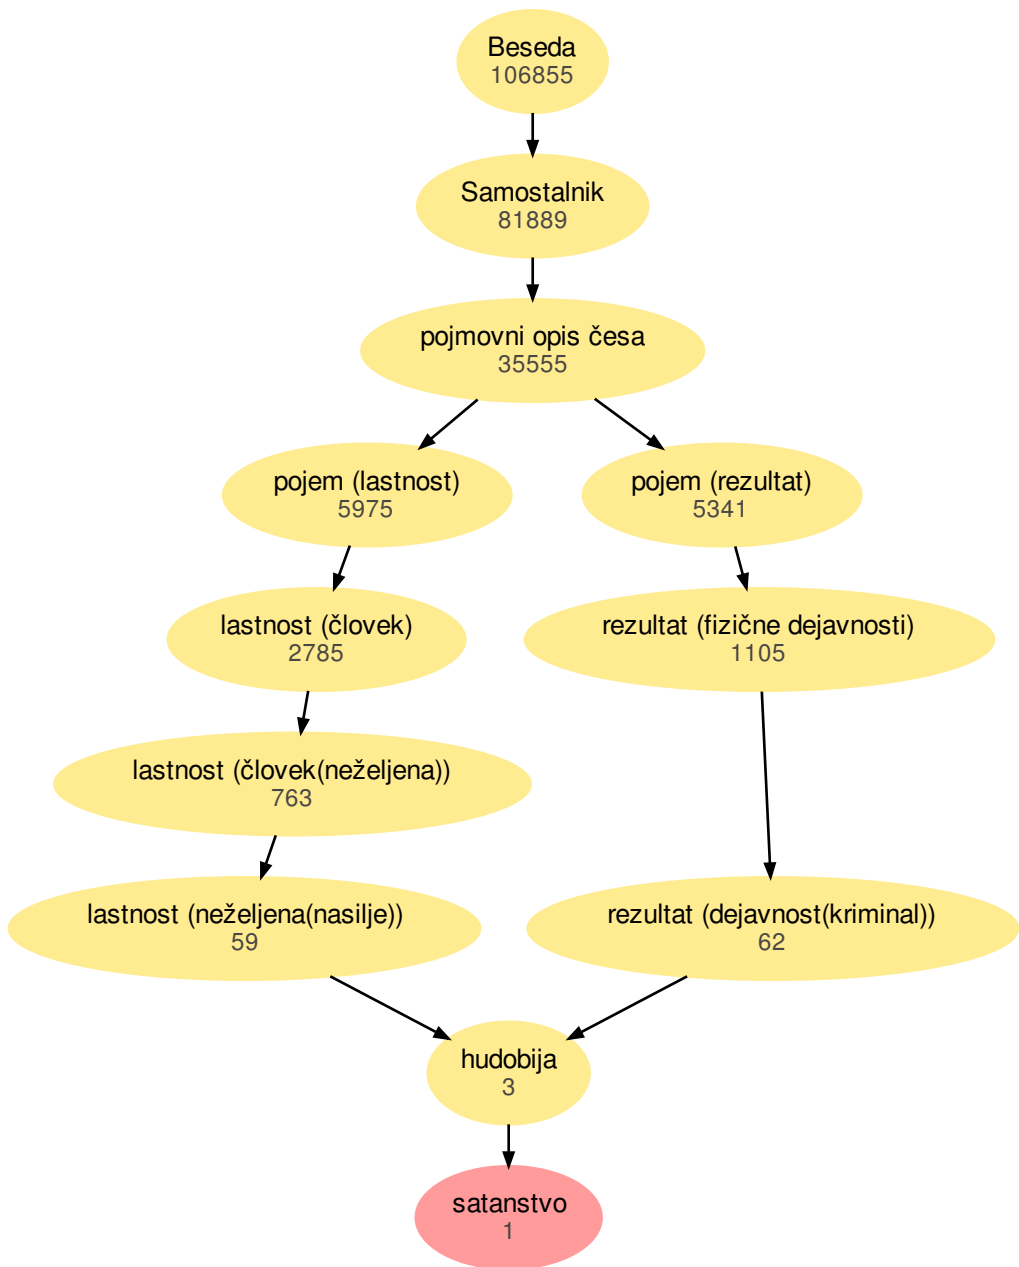 Beseda
106855
Samostalnik
81889
pojmovni opis česa
35555
pojem (lastnost)
5975
pojem (rezultat)
5341
lastnost (človek)
2785
rezultat (fizične dejavnosti)
1105
lastnost (človek(neželjena))
763
lastnost (neželjena(nasilje))
59
rezultat (dejavnost(kriminal))
62
hudobija
3
satanstvo
1